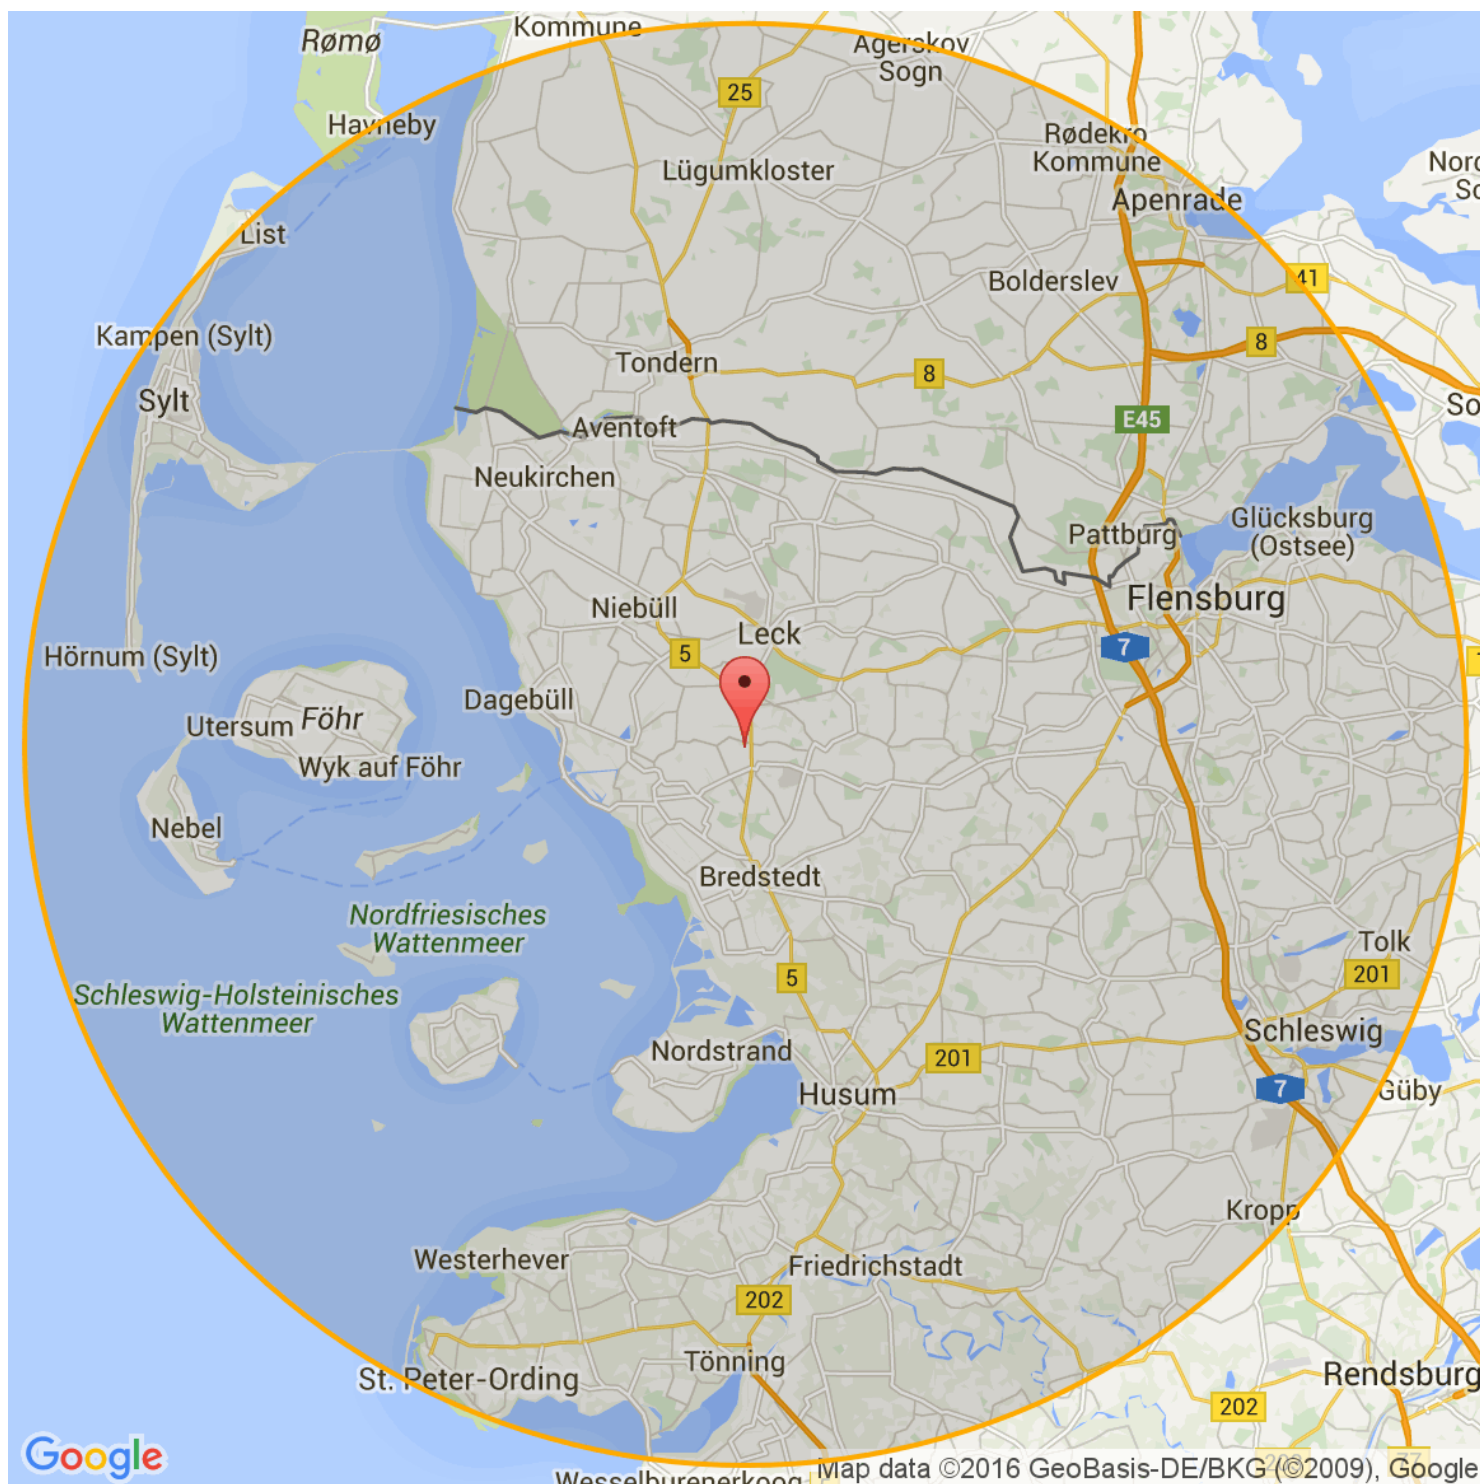 Kommune
Rømø
Agerskov
Sogn
25
Havneby
Rødekro
Kommune
Lügumkloster
Apenrade
List
Bolderslev
41
Kampen (Sylt)
8
Tondern
8
Sylt
E45
Aventoft
Neukirchen
Glücksburg
(Ostsee)
Pattburg
Niebüll
Flensburg
Leck
5
7
Hörnum (Sylt)
Dagebüll
Utersum
Föhr
Wyk auf Föhr
Nebel
Bredstedt
Nordfriesisches
Wattenmeer
Tolk
5
201
Schleswig-Holsteinisches
Wattenmeer
Schleswig
Nordstrand
201
Husum
7
Güby
Kropp
Westerhever
Friedrichstadt
202
Tönning
St. Peter-Ording
Rendsburg
202
Google
Wesselburenerkoog
Map data ©2016 GeoBasis-DE/BKG (©2009), Google